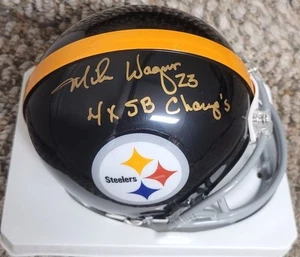 Mike Wagner 23
4x SB Champ's
Steelers